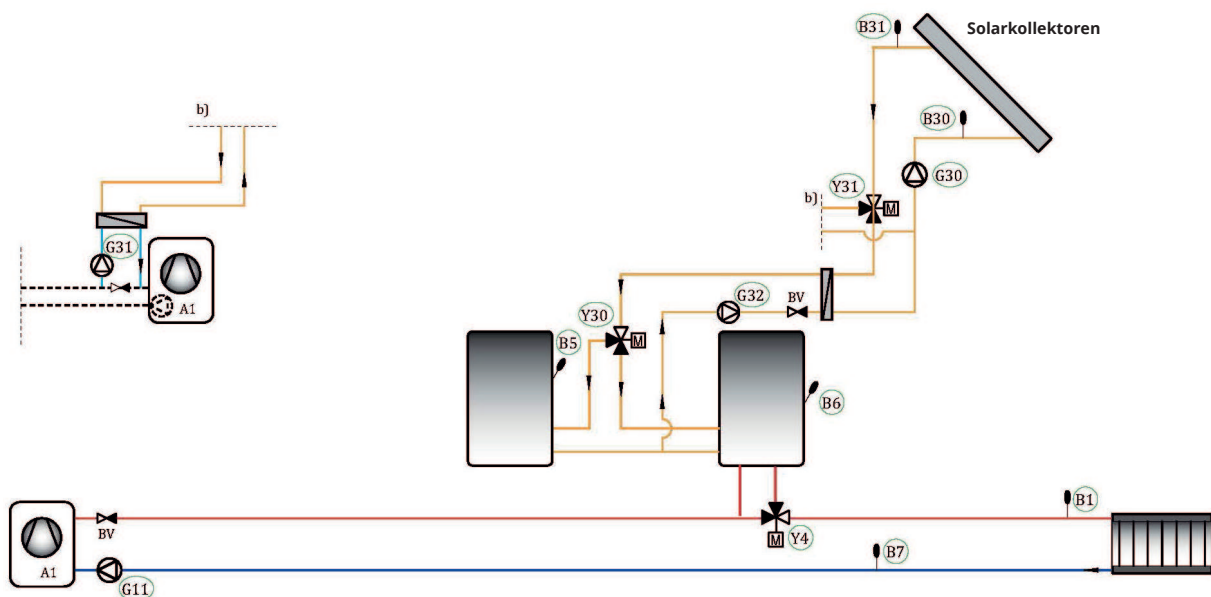 B31
Solarkollektoren
b)
B30
G30
Y31
b)
M
G31
A1
G32
BV
Y30
M
B5
B6
B1
BV
Y4
M
B7
A1
G11